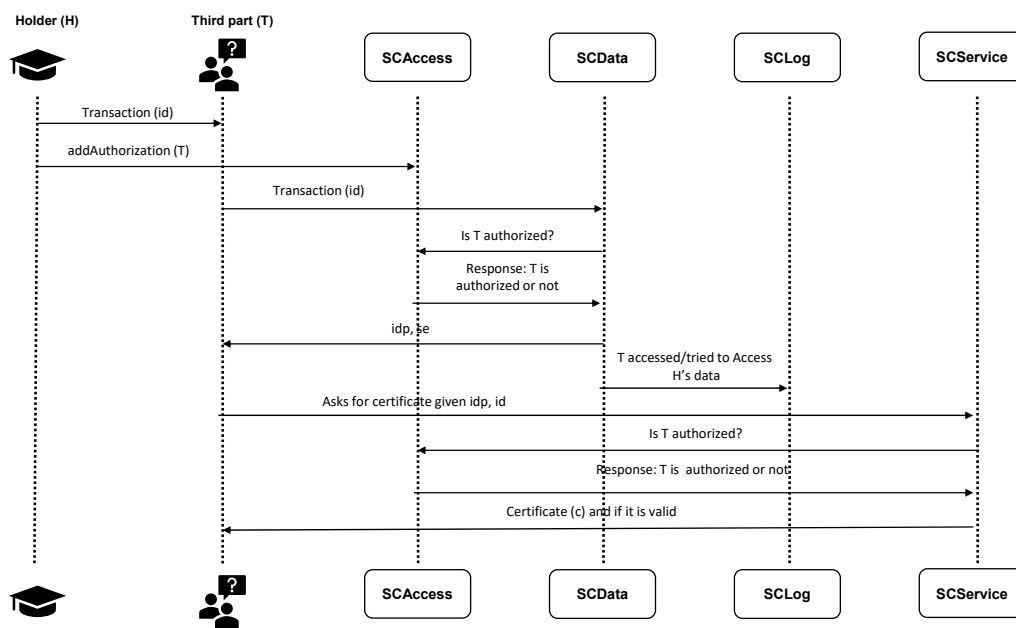 Holder (H)
Third part (T)
SCAccess
SCData
SCLog
SCService
Transaction (id)
addAuthorization (T)
Transaction (id)
Is T authorized?
Response: T is
authorized or not
idp, se
T accessed/tried to Access
H's data
Asks for certificate given idp, id
Is T authorized?
Response: T is authorized or not
Certificate (c) and if it is valid
SCAccess
SCData
SCLog
SCService